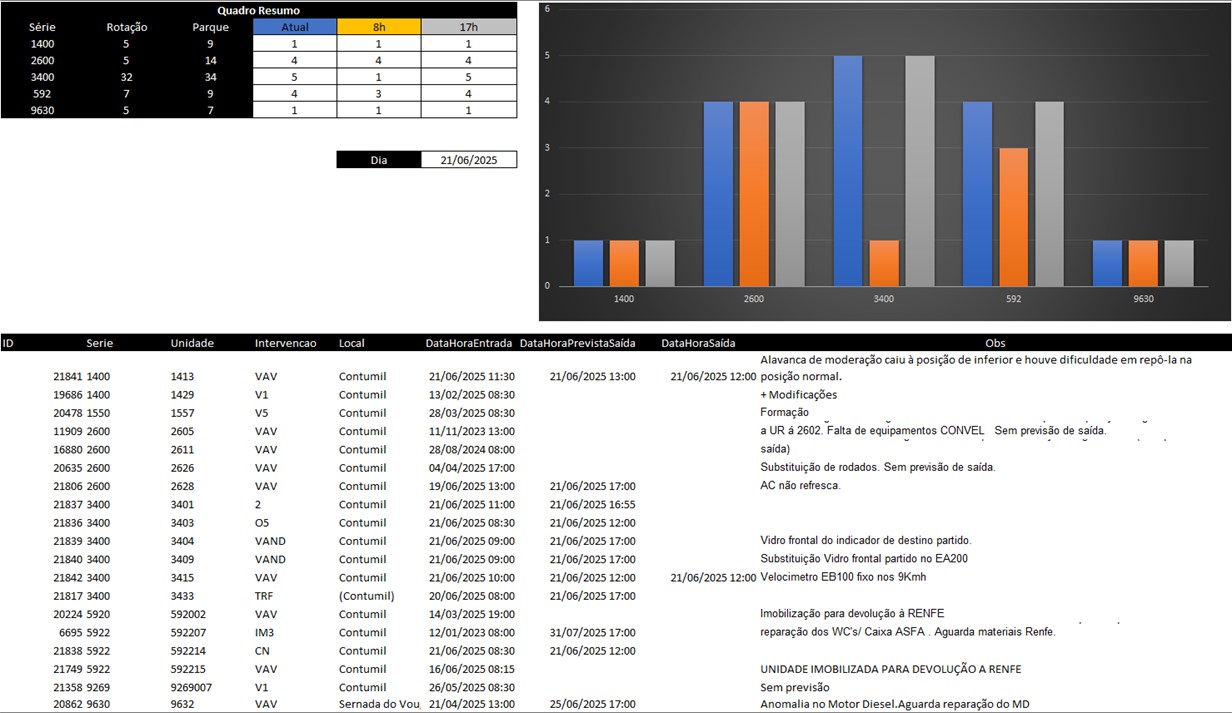 Quadro Resumo
Série Rotação Parque Atual 8h 17h
1400 5 9 1 1 1
2600 5 14 4 4 4
3400 32 34 5 1 5
592 7 9 4 3 4
9630 5 7 1 1 1
Dia 21/06/2025
6
5
4
3
2
1
0
1400 2600 3400 592 9630
ID Serie Unidade Intervencao Local DataHoraEntrada DataHoraPrevistaSaída DataHoraSaída Obs
Alavanca de moderação caiu à posição de inferior e houve dificuldade em repô-la na
21841 1400 1413 VAV Contumil 21/06/2025 11:30 21/06/2025 13:00 21/06/2025 12:00 posição normal.
19686 1400 1429 V1 Contumil 13/02/2025 08:30 + Modificações
20478 1550 1557 V5 Contumil 28/03/2025 08:30 Formação
11909 2600 2605 VAV Contumil 11/11/2023 13:00 a UR á 2602. Falta de equipamentos CONVEL Sem previsão de saída.
16880 2600 2611 VAV Contumil 28/08/2024 08:00 saída)
20635 2600 2626 VAV Contumil 04/04/2025 17:00 Substituição de rodados. Sem previsão de saída.
21806 2600 2628 VAV Contumil 19/06/2025 13:00 21/06/2025 17:00 AC não refresca.
21837 3400 3401 2 Contumil 21/06/2025 11:00 21/06/2025 16:55
21836 3400 3403 O5 Contumil 21/06/2025 08:30 21/06/2025 12:00
21839 3400 3404 VAND Contumil 21/06/2025 09:00 21/06/2025 17:00 Vidro frontal do indicador de destino partido.
21840 3400 3409 VAND Contumil 21/06/2025 09:00 21/06/2025 17:00 Substituição Vidro frontal partido no EA200
21842 3400 3415 VAV Contumil 21/06/2025 10:00 21/06/2025 12:00 21/06/2025 12:00 Velocimetro EB100 fixo nos 9Kmh
21817 3400 3433 TRF (Contumil) 20/06/2025 08:00 21/06/2025 17:00
20224 5920 592002 VAV Contumil 14/03/2025 19:00 Imobilização para devolução á RENFE
6695 5922 592207 IM3 Contumil 12/01/2023 08:00 31/07/2025 17:00 reparação dos WC's/ Caixa ASFA . Aguarda materiais Renfe.
21838 5922 592214 CN Contumil 21/06/2025 08:30 21/06/2025 12:00
21749 5922 592215 VAV Contumil 16/06/2025 08:15 UNIDADE IMOBILIZADA PARA DEVOLUÇÃO A RENFE
21358 9269 9269007 V1 Contumil 26/05/2025 08:30 Sem previsão
20862 9630 9632 VAV Sernada do Vou 21/04/2025 13:00 25/06/2025 17:00 Anomalia no Motor Diesel.Aguarda reparação do MD